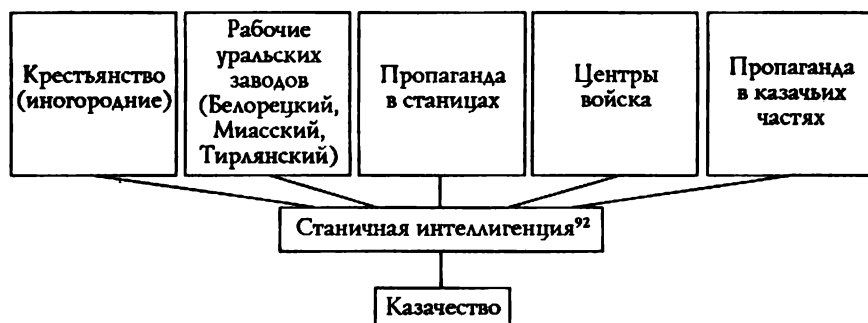 Крестьянство
(иногородние)
Рабочие
уральских
заводов
(Белорецкий,
Миасский,
Тирлянский)
Пропаганда
в станицах
Центры
войска
Пропаганда
в казачьих
частях
Станичная интеллигенция⁹²
Казачество